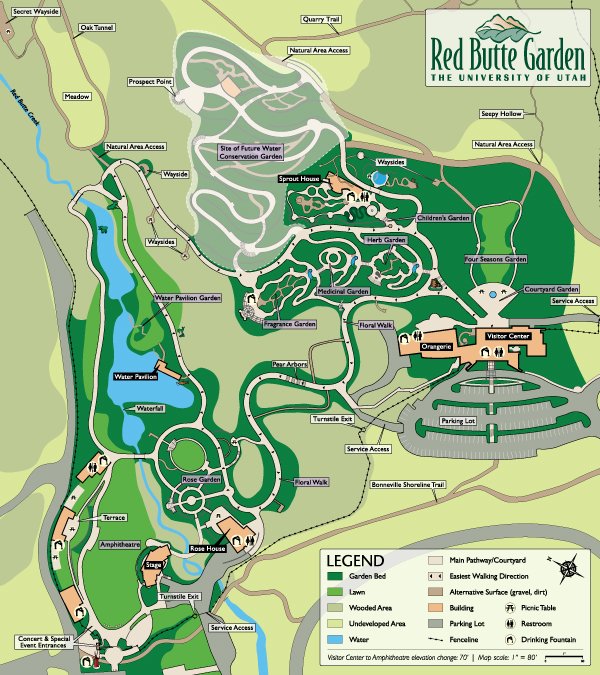 Secret Wayside
Oak Tunnel
Quarry Trail
Red Butte Garden
THE UNIVERSITY OF UTAH
Natural Area Access
Prospect Point
Red Butte Creek
Meadow
Seepy Hollow
Natural Area Access
Natural Area Access
Site of Future Water
Conservation Garden
Waysides
Wayside
Sprout House
Children's Garden
Waysides
Herb Garden
Four Seasons Garden
Medicinal Garden
Courtyard Garden
Water Pavilion Garden
Service Access
Fragrance Garden
Floral Walk
Visitor Center
Orangerie
Pear Arbors
Water Pavilion
Waterfall
Turnstile Exit
Parking Lot
Service Access
Rose Garden
Floral Walk
Bonneville Shoreline Trail
Terrace
Amphitheatre
Rose House
Stage
Turnstile Exit
Service Access
Concert & Special
Event Entrances
LEGEND
Garden Bed
Lawn
Wooded Area
Undeveloped Area
Water
Main Pathway/Courtyard
Easiest Walking Direction
Alternative Surface (gravel, dirt)
Building
Parking Lot
Fenceline
Picnic Table
Restroom
Drinking Fountain
Visitor Center to Amphitheatre elevation change: 70' | Map scale: 1" = 80'